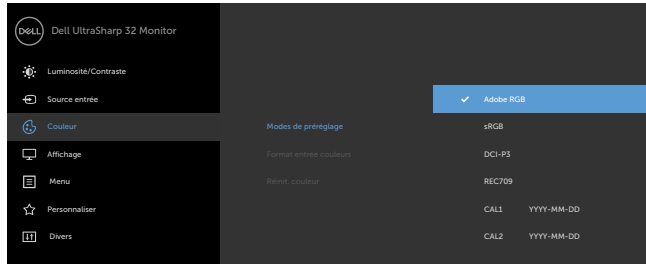 DELL Dell UltraSharp 32 Monitor
Luminosité/Contraste
Source entrée Adobe RGB
Couleur Modes de préréglage sRGB
Affichage Format entrée couleurs DCI-P3
Menu Réinit. couleur REC709
Personnaliser CAL1 YYYY-MM-DD
Divers CAL2 YYYY-MM-DD